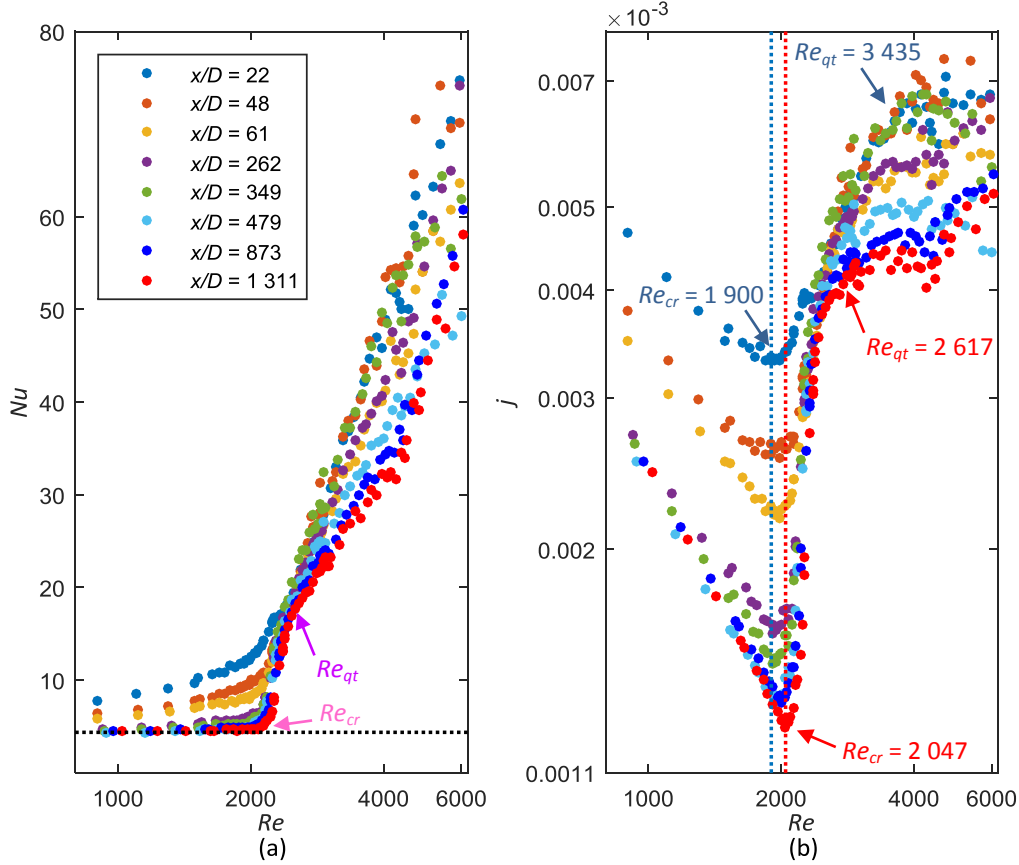 80
70
60
50
40
30
20
10
Nu
x/D = 22
x/D = 48
x/D = 61
x/D = 262
x/D = 349
x/D = 479
x/D = 873
x/D = 1 311
Re_qt
Re_cr
1000
2000
4000
6000
Re
(a)
× 10⁻³
0.007
0.005
0.004
0.003
0.002
0.0011
j
Re_qt = 3 435
Re_cr = 1 900
Re_qt = 2 617
Re_cr = 2 047
1000
2000
4000
6000
Re
(b)